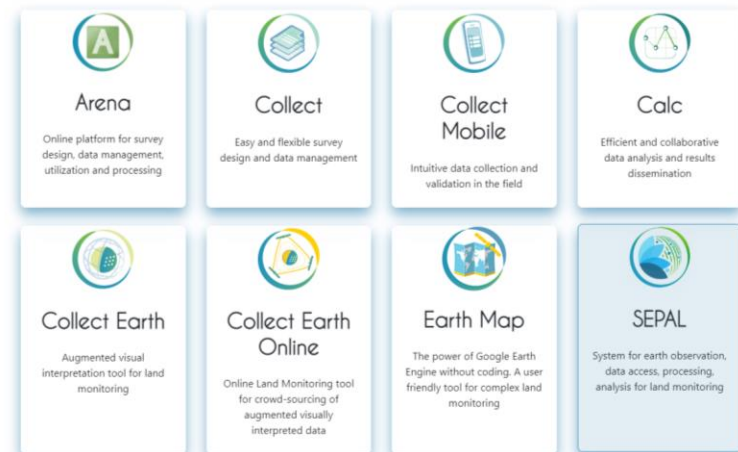 A
Arena
Online platform for survey
design, data management,
utilization and processing
Collect
Easy and flexible survey
design and data management
Collect
Mobile
Intuitive data collection and
validation in the field
Calc
Efficient and collaborative
data analysis and results
dissemination
Collect Earth
Augmented visual
interpretation tool for land
monitoring
Collect Earth
Online
Online Land Monitoring tool
for crowd-sourcing of
augmented visually
interpreted data
Earth Map
The power of Google Earth
Engine without coding. A user
friendly tool for complex land
monitoring
SEPAL
System for earth observation,
data access, processing,
analysis for land monitoring